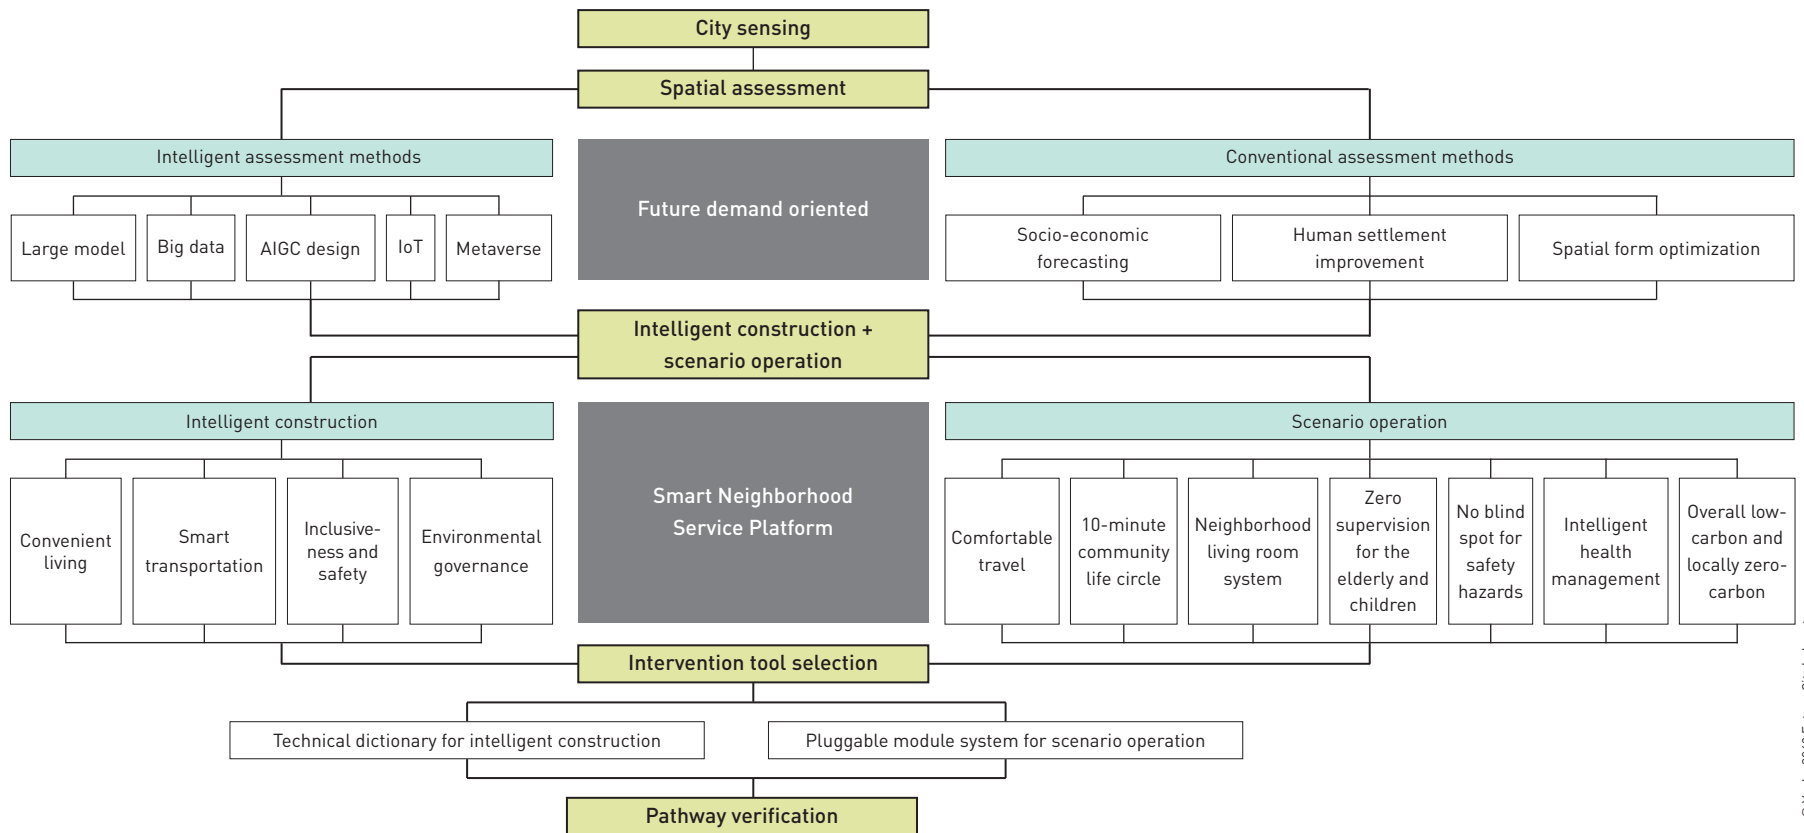 City sensing
Spatial assessment
Intelligent assessment methods
Conventional assessment methods
Future demand oriented
Large model
Big data
AIGC design
IoT
Metaverse
Socio-economic
forecasting
Human settlement
improvement
Spatial form optimization
Intelligent construction +
scenario operation
Intelligent construction
Scenario operation
Smart Neighborhood
Service Platform
Convenient
living
Smart
transportation
Inclusive-
ness and
safety
Environmental
governance
Comfortable
travel
10-minute
community
life circle
Neighborhood
living room
system
Zero
supervision
for the
elderly and
children
No blind
spot for
safety
hazards
Intelligent
health
management
Overall low-
carbon and
locally zero-
carbon
Intervention tool selection
Technical dictionary for intelligent construction
Pluggable module system for scenario operation
Pathway verification